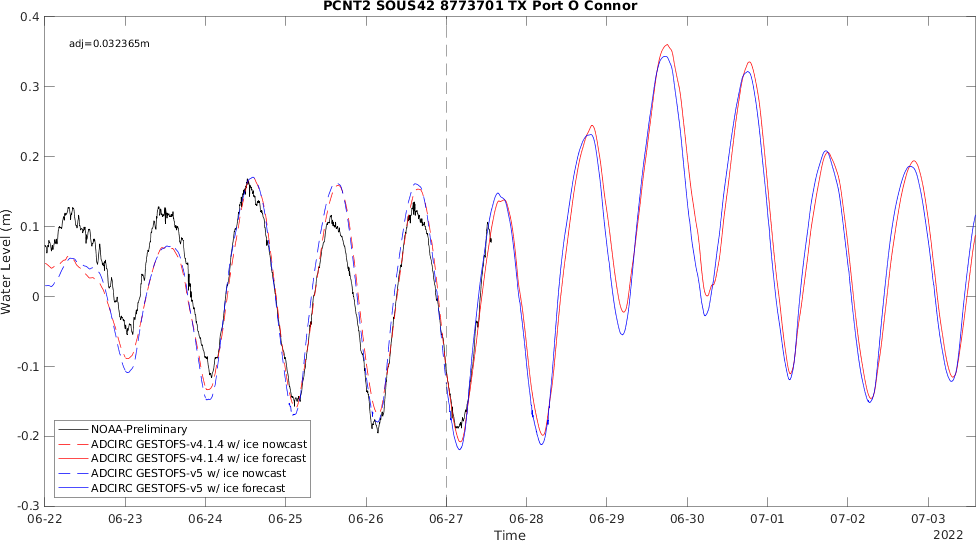 PCNT2 SOUS42 8773701 TX Port O Connor
adj=0.032365m
0.4
0.3
0.2
0.1
0
-0.1
-0.2
-0.3
Water Level (m)
NOAA-Preliminary
ADCIRC GESTOFS-v4.1.4 w/ ice nowcast
ADCIRC GESTOFS-v4.1.4 w/ ice forecast
ADCIRC GESTOFS-v5 w/ ice nowcast
ADCIRC GESTOFS-v5 w/ ice forecast
06-22 06-23 06-24 06-25 06-26 06-27 06-28 06-29 06-30 07-01 07-02 07-03
Time
2022